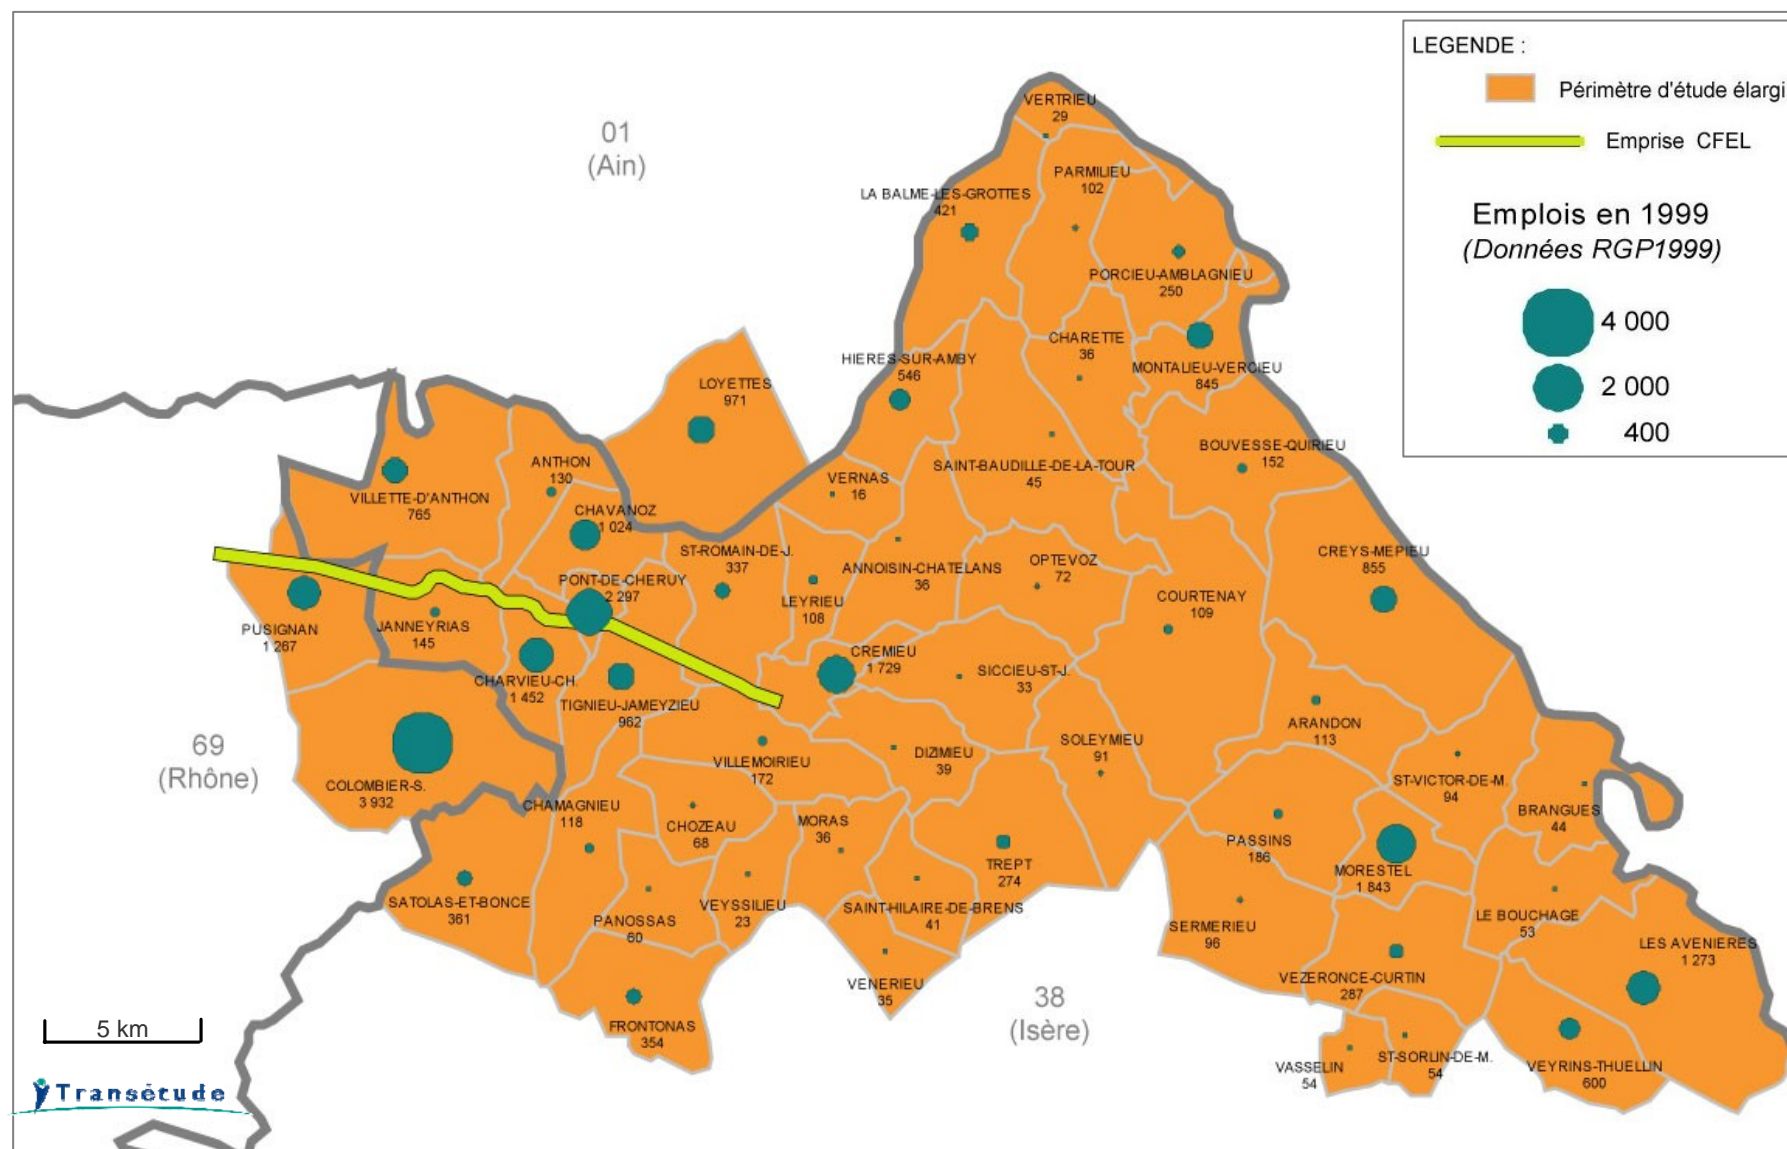 LEGENDE :
Périmètre d'étude élargi
Emprise CFEL
Emplois en 1999
(Données RGP1999)
4 000
2 000
400
01
(Ain)
VERTRIEU
29
PARMILIEU
102
LA BALME-LES-GROTTES
421
PORCIEU-AMBLAGNIEU
250
CHARETTE
36
MONTALIEU-VERCIEU
845
HIERES-SUR-AMBY
546
LOYETTES
971
BOUVESSE-QUIRIEU
152
SAINT-BAUDILLE-DE-LA-TOUR
45
VERNAS
16
ANTHON
130
VILLETTE-D'ANTHON
765
CHAVANOZ
1 024
ST-ROMAIN-DE-J.
337
ANNOISIN-CHATELANS
36
OPTEVOZ
72
CREYS-MEPIEU
855
PONT-DE-CHERUY
2 297
LEYRIEU
108
COURTENAY
109
PUSIGNAN
1 267
JANNEYRIAS
145
CREMIEU
1 729
SICCIEU-ST-J.
33
CHARVIEU-CH.
1 452
TIGNIEU-JAMEYZIEU
962
ARANDON
113
69
(Rhône)
VILLEMOIRIEU
172
DIZIMIEU
39
SOLEYMIEU
91
ST-VICTOR-DE-M.
94
COLOMBIER-S.
3 932
CHAMAGNIEU
118
CHOZEAU
68
MORAS
36
BRANGUES
44
PASSINS
186
TREPT
274
MORESTEL
1 843
SATOLAS-ET-BONCE
361
PANOSSAS
60
VEYSSILIEU
23
SAINT-HILAIRE-DE-BRENS
41
SERMERIEU
96
LE BOUCHAGE
53
LES AVENIERES
1 273
VENERIEU
35
VEZERONCE-CURTIN
287
38
(Isère)
FRONTONAS
354
VASSELIN
54
ST-SORLIN-DE-M.
54
VEYRINS-THUELLIN
600
5 km
Transétude